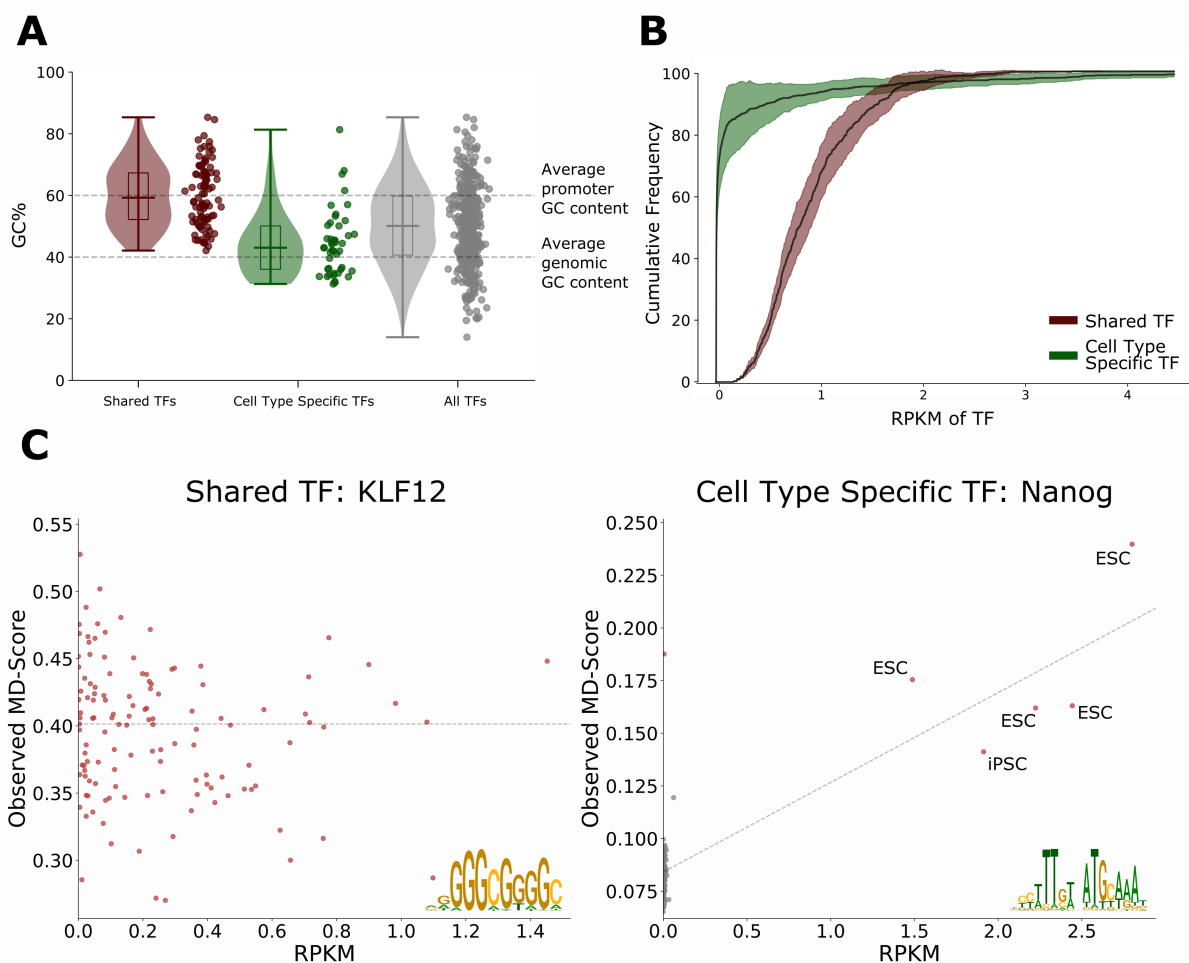 A
100
80
60
40
20
0
GC%
Shared TFs
Cell Type Specific TFs
All TFs
Average
promoter
GC content
Average
genomic
GC content
B
100
80
60
40
20
0
Cumulative Frequency
0
1
2
3
4
RPKM of TF
Shared TF
Cell Type
Specific TF
C
Shared TF: KLF12
0.55
0.50
0.45
0.40
0.35
0.30
Observed MD-Score
0.0
0.2
0.4
0.6
0.8
1.0
1.2
1.4
RPKM
GGGCGGGGC
Cell Type Specific TF: Nanog
0.250
0.225
0.200
0.175
0.150
0.125
0.100
0.075
Observed MD-Score
ESC
ESC
ESC
ESC
iPSC
0.0
0.5
1.0
1.5
2.0
2.5
RPKM